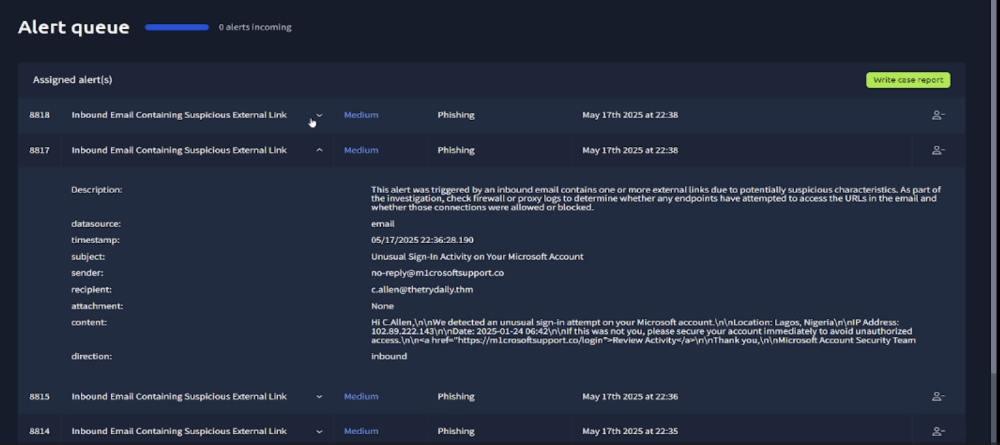 Alert queue 0 alerts incoming
Assigned alert(s) Write case report
8818 Inbound Email Containing Suspicious External Link Medium Phishing May 17th 2025 at 22:38
8817 Inbound Email Containing Suspicious External Link Medium Phishing May 17th 2025 at 22:38
Description: This alert was triggered by an inbound email contains one or more external links due to potentially suspicious characteristics. As part of
the investigation, check firewall or proxy logs to determine whether any endpoints have attempted to access the URLs in the email and
whether those connections were allowed or blocked.
datasource: email
timestamp: 05/17/2025 22:36:28.190
subject: Unusual Sign-In Activity on Your Microsoft Account
sender: no-reply@m1crosoftsupport.co
recipient: c.allen@thetrydaily.thm
attachment: None
content: Hi C.Allen,\n\nWe detected an unusual sign-in attempt on your Microsoft account.\n\nLocation: Lagos, Nigeria\n\nIP Address:
102.89.222.143\n\nDate: 2025-01-24 06:42\n\nIf this was not you, please secure your account immediately to avoid unauthorized
access.\n\n<a href="https://m1crosoftsupport.co/login">Review Activity</a>\n\nThank you,\n\nMicrosoft Account Security Team
direction: inbound
8815 Inbound Email Containing Suspicious External Link Medium Phishing May 17th 2025 at 22:36
8814 Inbound Email Containing Suspicious External Link Medium Phishing May 17th 2025 at 22:35